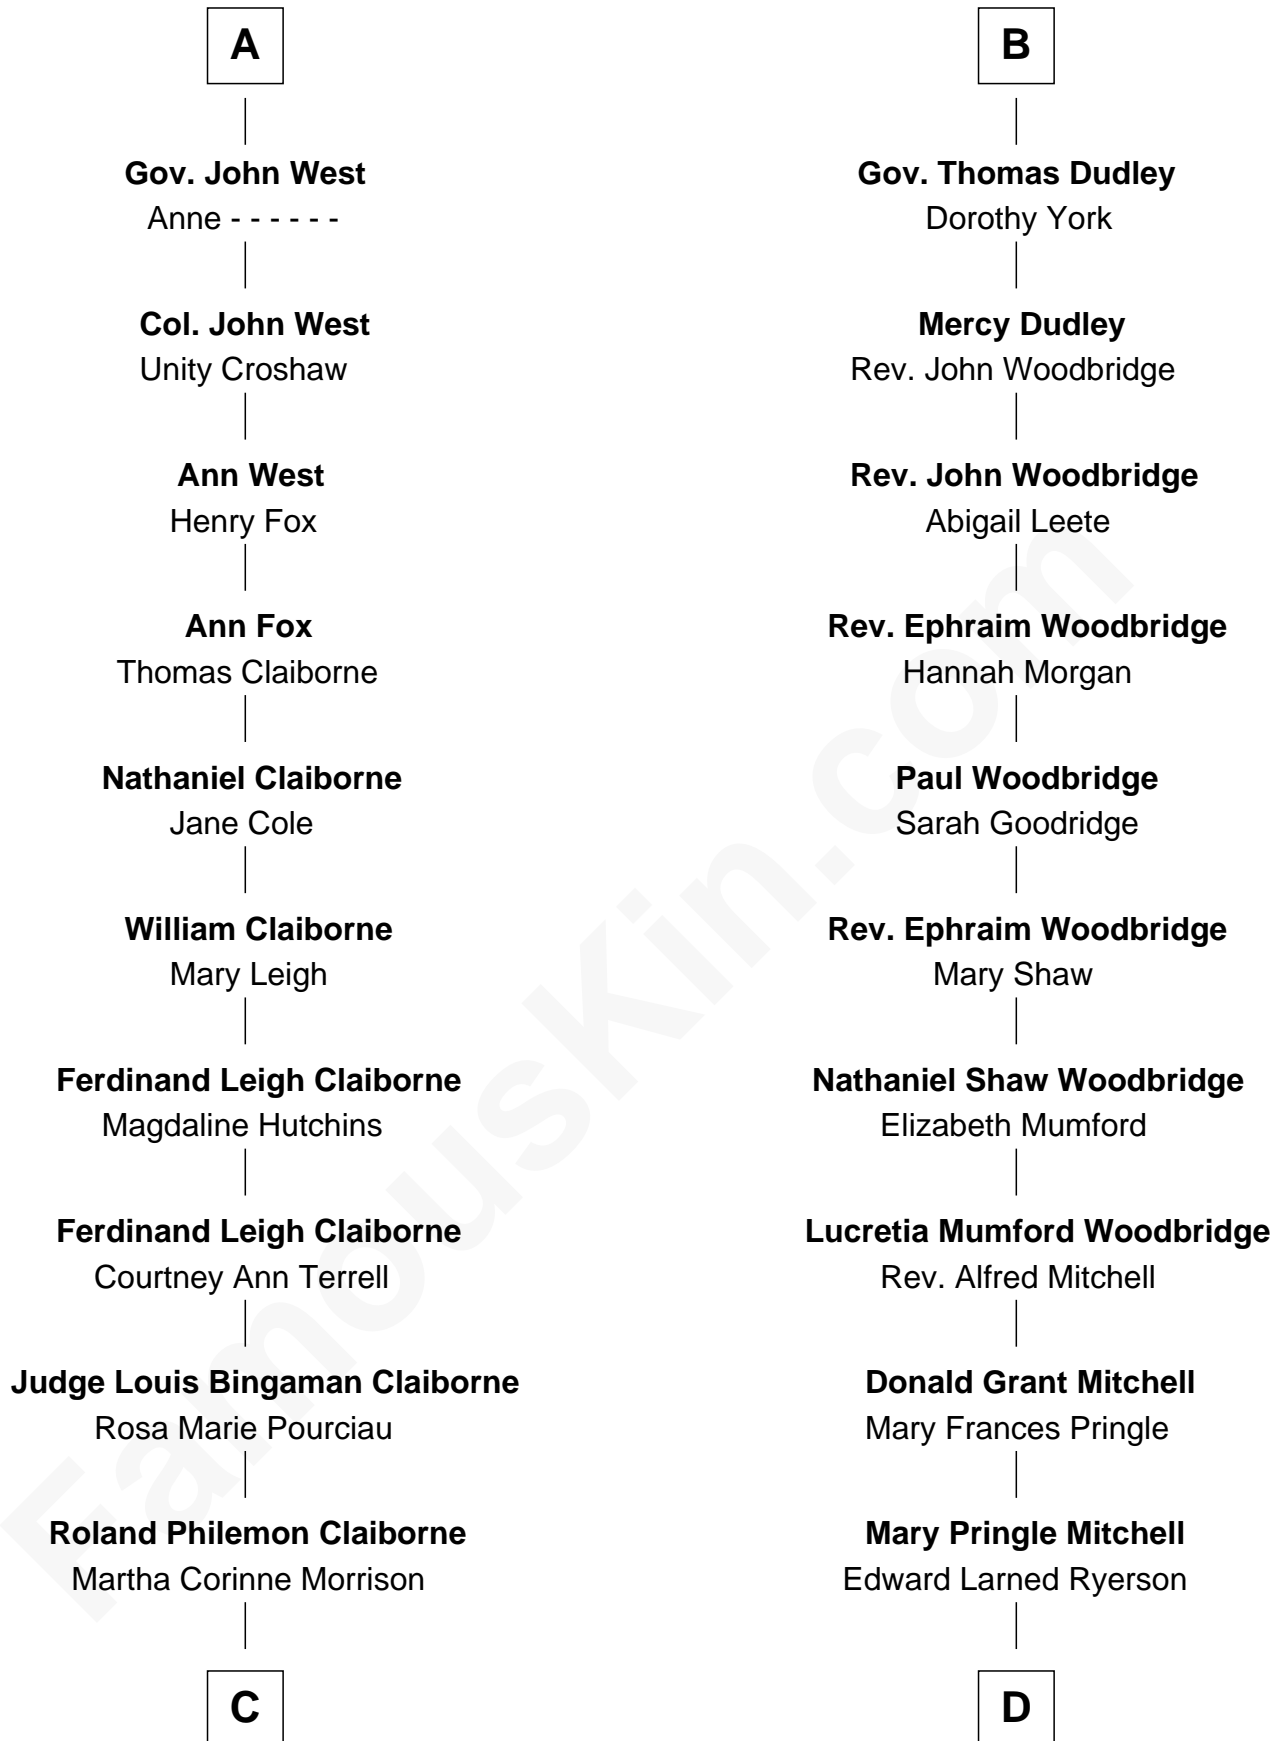 A
Gov. John West
Anne - - - - - -
Col. John West
Unity Croshaw
Ann West
Henry Fox
Ann Fox
Thomas Claiborne
Nathaniel Claiborne
Jane Cole
William Claiborne
Mary Leigh
Ferdinand Leigh Claiborne
Magdaline Hutchins
Ferdinand Leigh Claiborne
Courtney Ann Terrell
Judge Louis Bingaman Claiborne
Rosa Marie Pourciau
Roland Philemon Claiborne
Martha Corinne Morrison
C
B
Gov. Thomas Dudley
Dorothy York
Mercy Dudley
Rev. John Woodbridge
Rev. John Woodbridge
Abigail Leete
Rev. Ephraim Woodbridge
Hannah Morgan
Paul Woodbridge
Sarah Goodridge
Rev. Ephraim Woodbridge
Mary Shaw
Nathaniel Shaw Woodbridge
Elizabeth Mumford
Lucretia Mumford Woodbridge
Rev. Alfred Mitchell
Donald Grant Mitchell
Mary Frances Pringle
Mary Pringle Mitchell
Edward Larned Ryerson
D
FamousKin.com